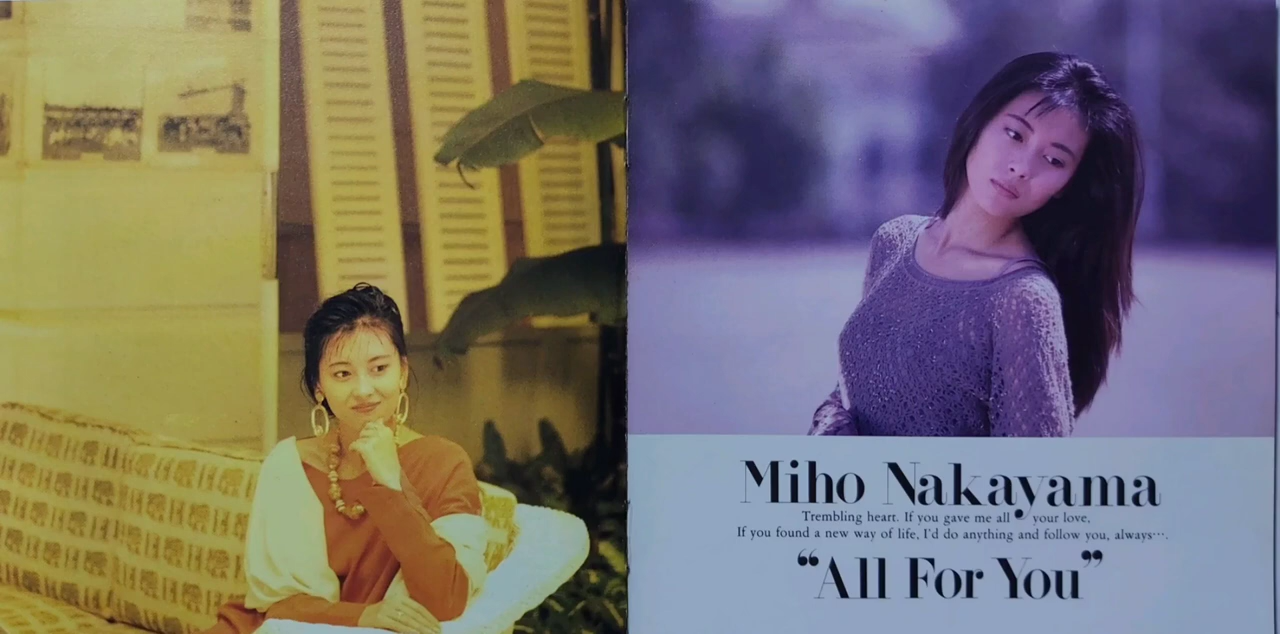 Miho Nakayama
Trembling heart. If you gave me all your love,
If you found a new way of life, I'd do anything and follow you, always….
“All For You”